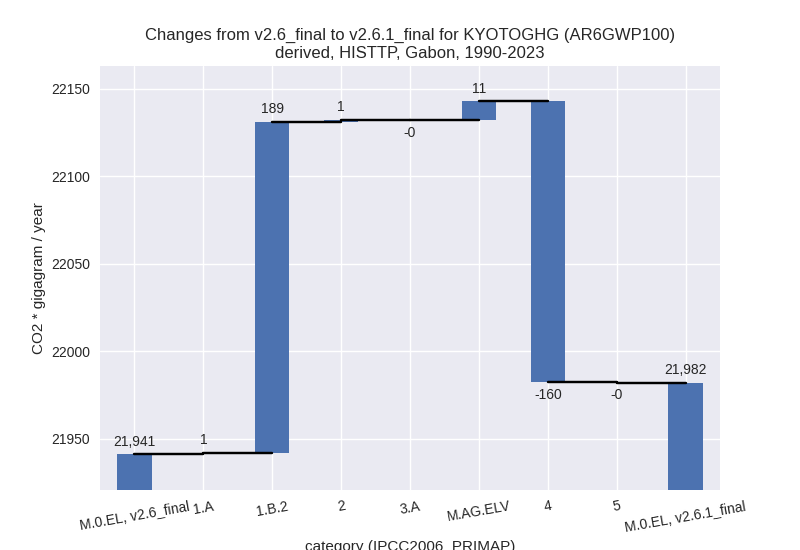 Changes from v2.6_final to v2.6.1_final for KYOTOGHG (AR6GWP100)
derived, HISTTP, Gabon, 1990-2023
CO2 * gigagram / year
22150
22100
22050
22000
21950
21,941
1
189
1
-0
11
-160
-0
21,982
M.0.EL, v2.6_final
1.A
1.B.2
2
3.A
M.AG.ELV
4
5
M.0.EL, v2.6.1_final
category (IPCC2006_PRIMAP)